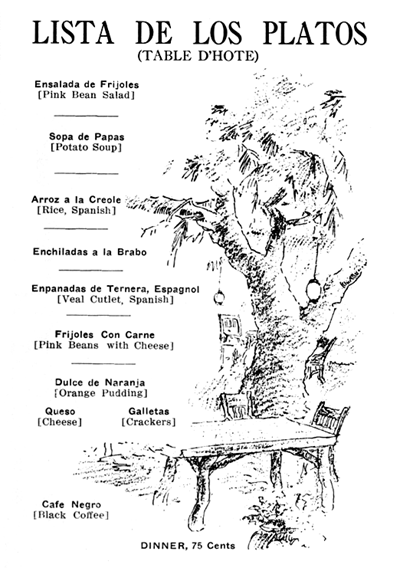 LISTA DE LOS PLATOS
(TABLE D'HOTE)
Ensalada de Frijoles
[Pink Bean Salad]
Sopa de Papas
[Potato Soup]
Arroz a la Creole
[Rice, Spanish]
Enchiladas a la Brabo
Enpanadas de Ternera, Espagnol
[Veal Cutlet, Spanish]
Frijoles Con Carne
[Pink Beans with Cheese]
Dulce de Naranja
[Orange Pudding]
Queso Galletas
[Cheese] [Crackers]
Cafe Negro
[Black Coffee]
DINNER, 75 Cents